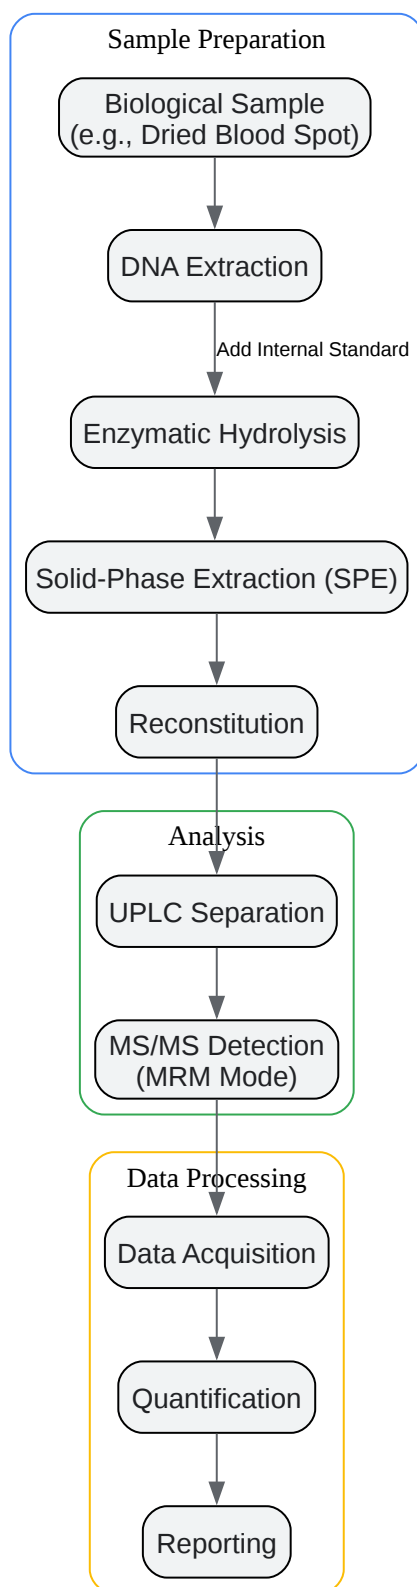 Sample Preparation
Biological Sample
(e.g., Dried Blood Spot)
DNA Extraction
Add Internal Standard
Enzymatic Hydrolysis
Solid-Phase Extraction (SPE)
Reconstitution
Analysis
UPLC Separation
MS/MS Detection
(MRM Mode)
Data Processing
Data Acquisition
Quantification
Reporting